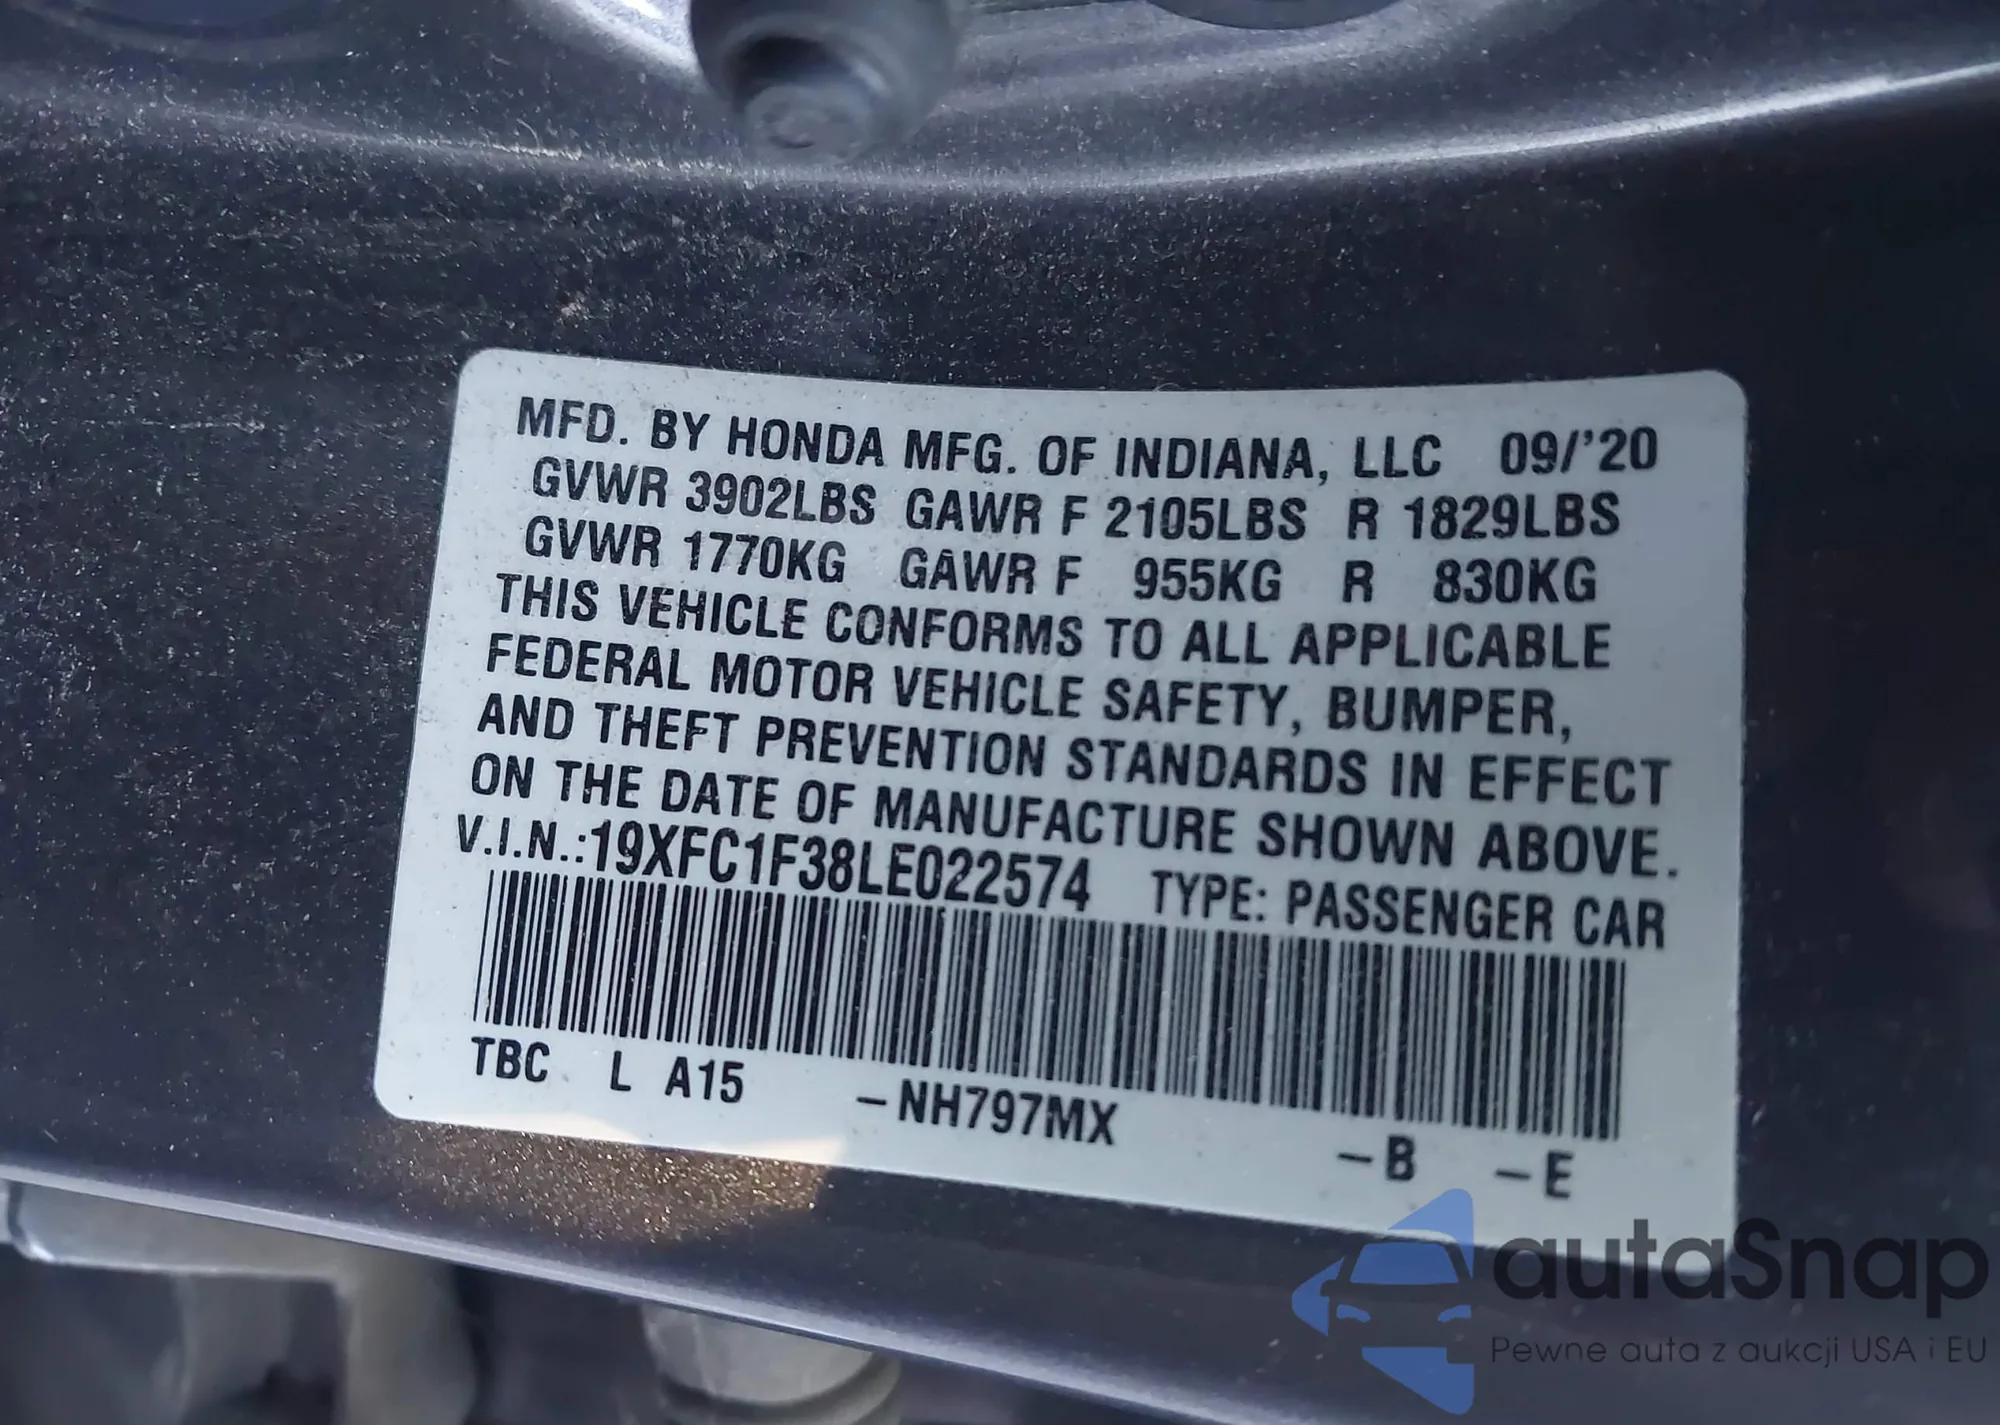 MFD. BY HONDA MFG. OF INDIANA, LLC 09/'20
GVWR 3902LBS GAWR F 2105LBS R 1829LBS
GVWR 1770KG GAWR F 955KG R 830KG
THIS VEHICLE CONFORMS TO ALL APPLICABLE
FEDERAL MOTOR VEHICLE SAFETY, BUMPER,
AND THEFT PREVENTION STANDARDS IN EFFECT
ON THE DATE OF MANUFACTURE SHOWN ABOVE.
V.I.N.:19XFC1F38LE022574 TYPE: PASSENGER CAR
TBC L A15 –NH797MX –B –E
autaSnap
Pewne auta z aukcji USA i EU